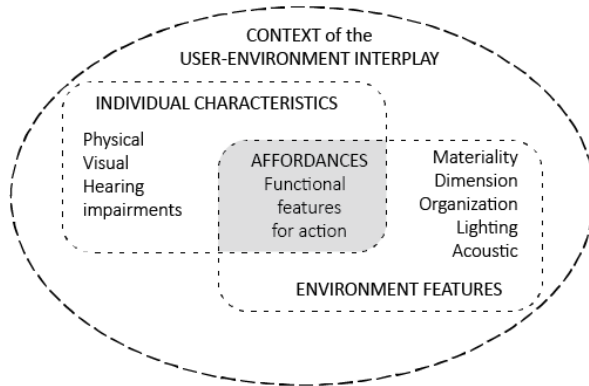 CONTEXT of the
USER-ENVIRONMENT INTERPLAY
INDIVIDUAL CHARACTERISTICS
Physical
Visual
Hearing
impairments
AFFORDANCES
Functional
features
for action
Materiality
Dimension
Organization
Lighting
Acoustic
ENVIRONMENT FEATURES